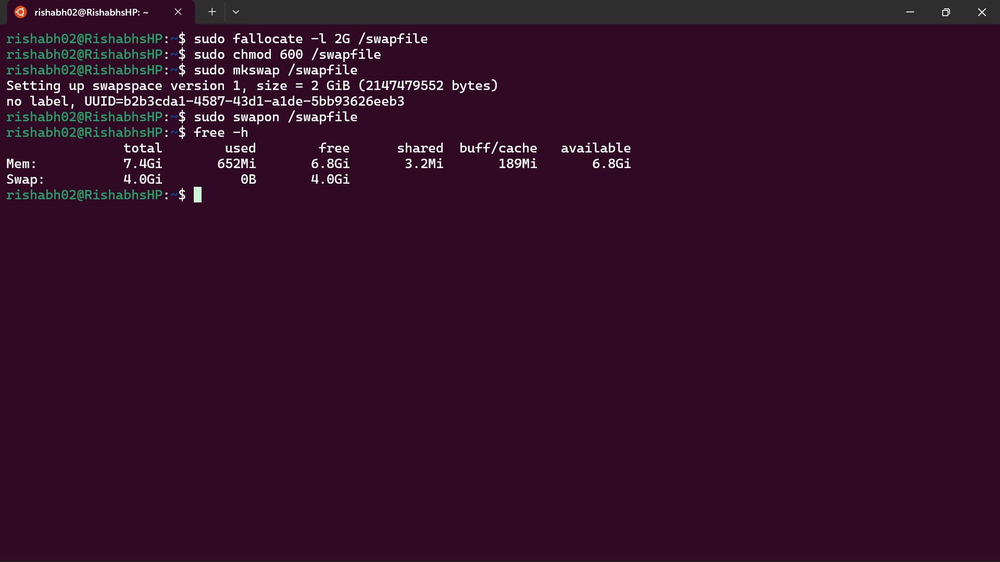 rishabh02@RishabhsHP: ~
rishabh02@RishabhsHP:~$ sudo fallocate -l 2G /swapfile
rishabh02@RishabhsHP:~$ sudo chmod 600 /swapfile
rishabh02@RishabhsHP:~$ sudo mkswap /swapfile
Setting up swapspace version 1, size = 2 GiB (2147479552 bytes)
no label, UUID=b2b3cda1-4587-43d1-a1de-5bb93626eeb3
rishabh02@RishabhsHP:~$ sudo swapon /swapfile
rishabh02@RishabhsHP:~$ free -h
               total        used        free      shared  buff/cache   available
Mem:           7.4Gi       652Mi       6.8Gi       3.2Mi       189Mi       6.8Gi
Swap:          4.0Gi          0B       4.0Gi
rishabh02@RishabhsHP:~$